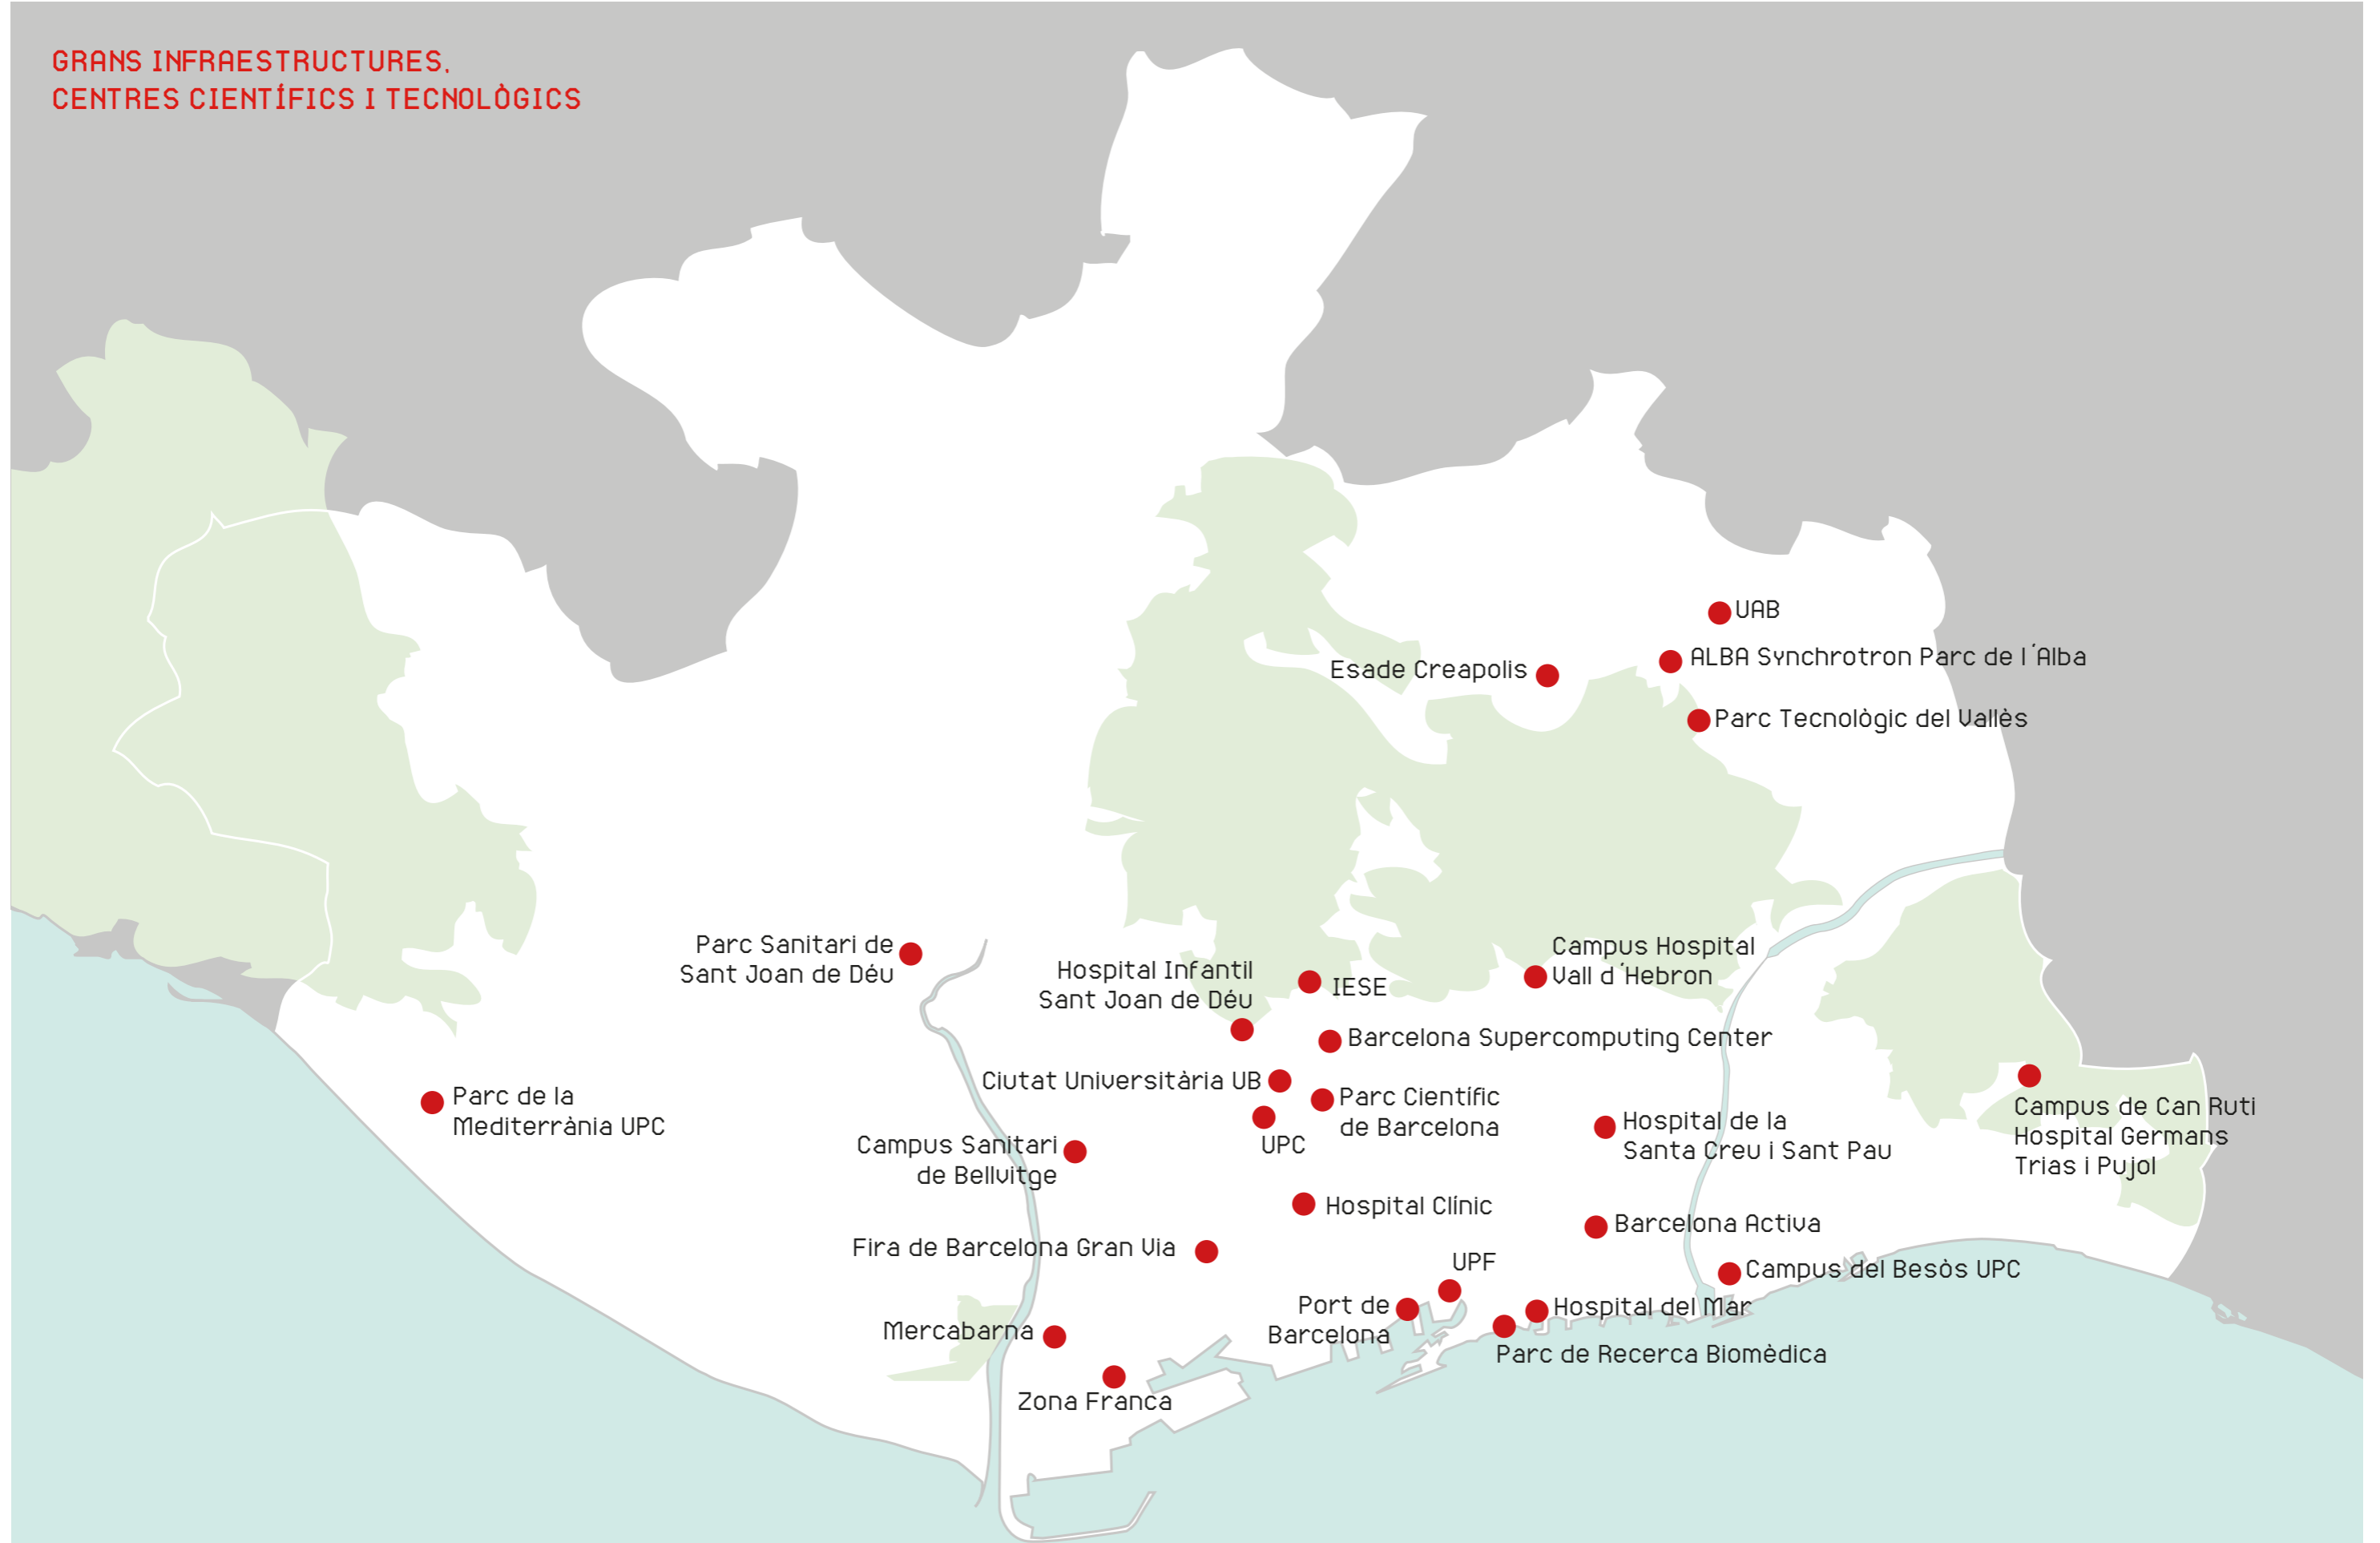 GRANS INFRAESTRUCTURES,
CENTRES CIENTÍFICS I TECNOLÒGICS
UAB
ALBA Synchrotron Parc de l´Alba
Esade Creapolis
Parc Tecnològic del Vallès
Parc Sanitari de
Sant Joan de Déu
Hospital Infantil
Sant Joan de Déu
IESE
Campus Hospital
Vall d´Hebron
Barcelona Supercomputing Center
Ciutat Universitària UB
Parc Científic
de Barcelona
UPC
Parc de la
Mediterrània UPC
Campus Sanitari
de Bellvitge
Hospital de la
Santa Creu i Sant Pau
Campus de Can Ruti
Hospital Germans
Trias i Pujol
Hospital Clínic
Barcelona Activa
Fira de Barcelona Gran Via
UPF
Campus del Besòs UPC
Port de
Barcelona
Hospital del Mar
Mercabarna
Parc de Recerca Biomèdica
Zona Franca